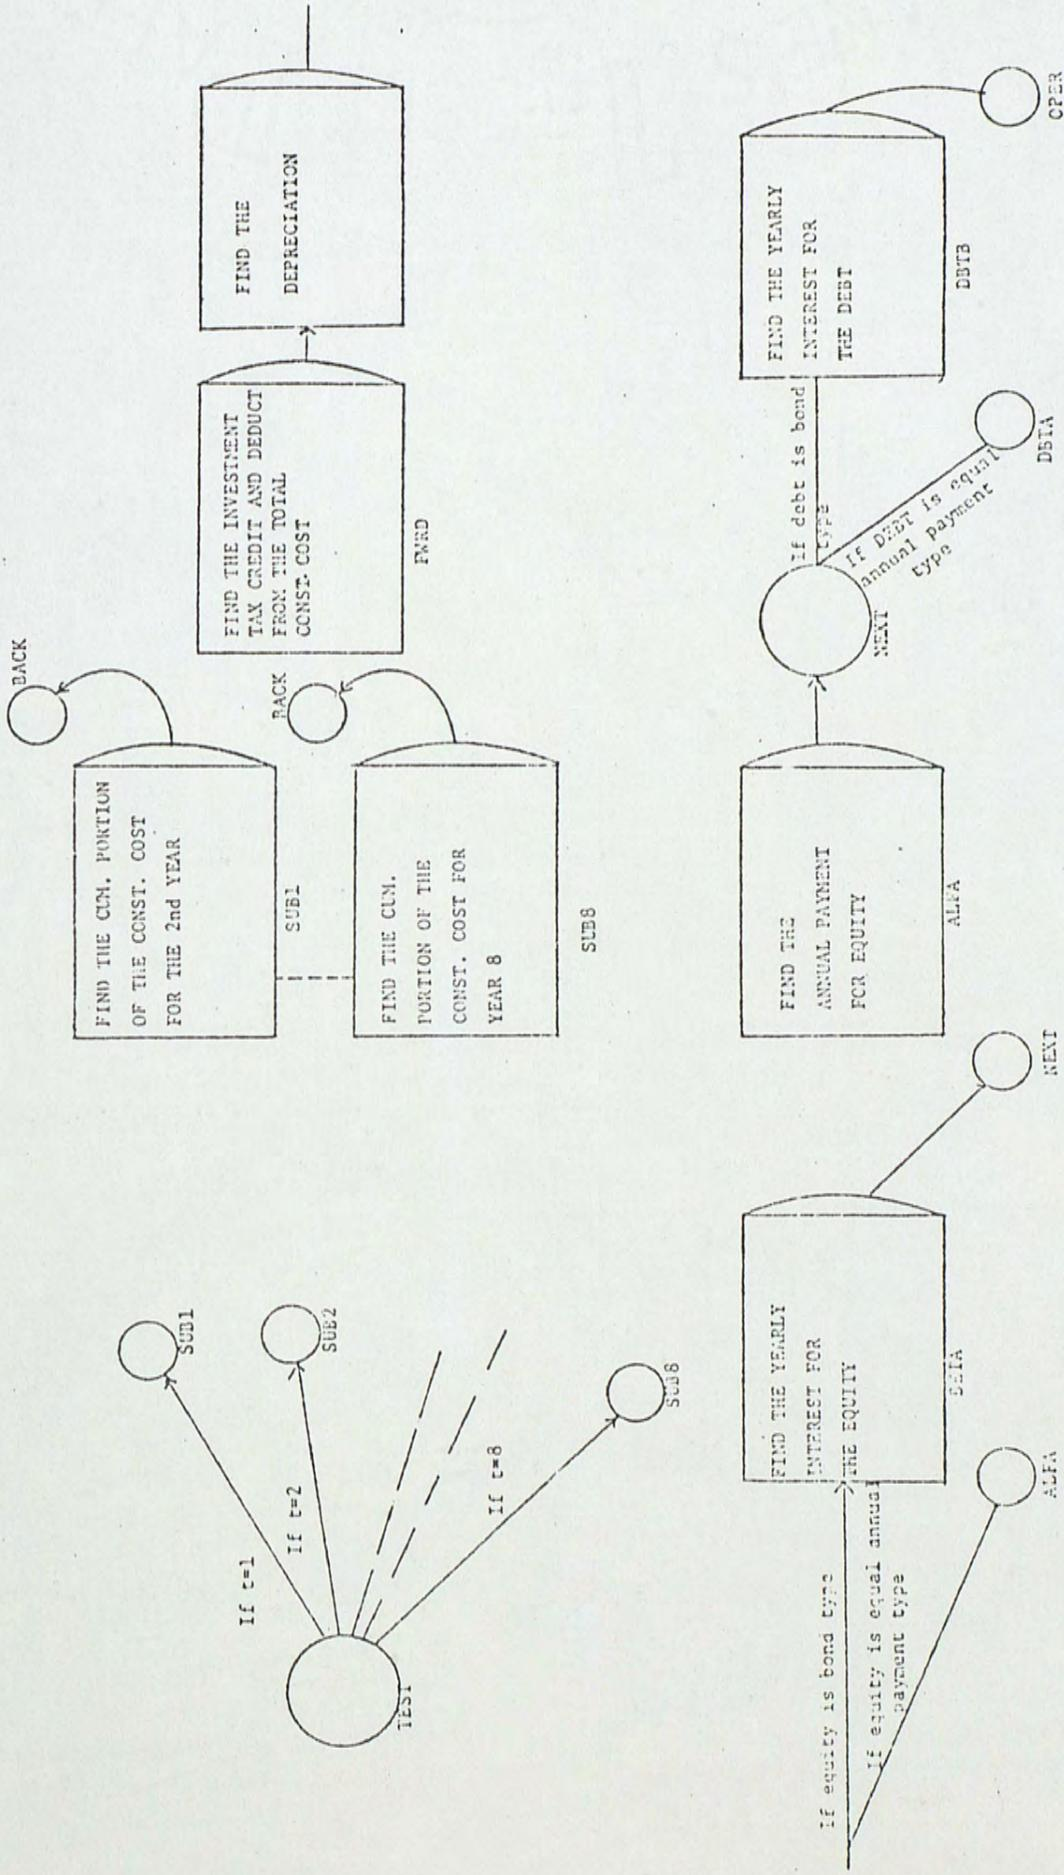 If t=1
If t=2
If t=8
TEST
SUB1
SUB2
SUB8
FIND THE CUM. PORTION
OF THE CONST. COST
FOR THE 2nd YEAR
SUB1
BACK
FIND THE CUM.
PORTION OF THE
CONST. COST FOR
YEAR 8
SUB8
BACK
FIND THE INVESTMENT
TAX CREDIT AND DEDUCT
FROM THE TOTAL
CONST. COST
FWRD
FIND THE
DEPRECIATION
If equity is bond type
If equity is equal annual
payment type
ALFA
FIND THE YEARLY
INTEREST FOR
THE EQUITY
BETA
NEXT
FIND THE
ANNUAL PAYMENT
FOR EQUITY
ALFA
NEXT
If debt is bond
type
If DEBT is equal
annual payment
type
DBTA
FIND THE YEARLY
INTEREST FOR
THE DEBT
DBTB
OPER